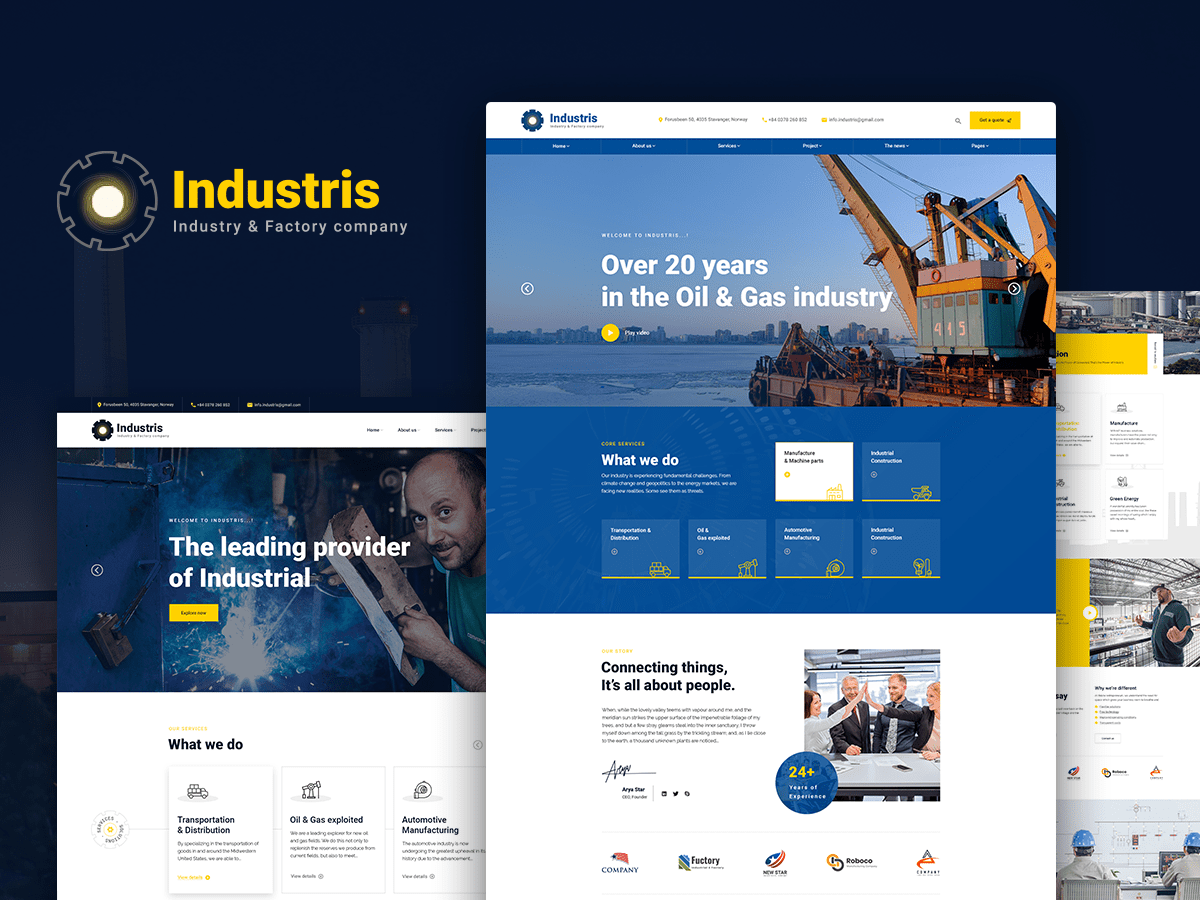 Industris
Industry & Factory company
Industris
Industry & Factory company
Forusbeen 50, 4035 Stavanger, Norway
+84 0378 268 852
info.industris@gmail.com
Get a quote
Home
About us
Services
Project
The news
Pages
WELCOME TO INDUSTRIS...!
Over 20 years
in the Oil & Gas industry
Play video
415
CORE SERVICES
What we do
Our industry is experiencing fundamental challenges. From
climate change and geopolitics to the energy markets, we are
facing new realities. Some see them as threats.
Manufacture
& Machine parts
Industrial
Construction
Transportation &
Distribution
Oil &
Gas exploited
Automotive
Manufacturing
Industrial
Construction
OUR STORY
Connecting things,
It's all about people.
When, while the lovely valley teems with vapour around me, and the
meridian sun strikes the upper surface of the impenetrable foliage of my
trees, and but a few stray gleams steal into the inner sanctuary, I throw
myself down among the tall grass by the trickling stream; and, as I lie close
to the earth, a thousand unknown plants are noticed...
Arya Star
CEO, Founder
24+
Years of
Experience
COMPANY
Fuctory
Industrial & Factory
NEW STAR
Roboco
COMPANY
Forusbeen 50, 4035 Stavanger, Norway
+84 0378 268 852
info.industris@gmail.com
Industris
Industry & Factory company
Home
About us
Services
Project
WELCOME TO INDUSTRIS...!
The leading provider
of Industrial
Explore now
OUR SERVICES
What we do
SERVICES
SOLUTIONS
Transportation
& Distribution
By specializing in the transportation of
goods in and around the Midwestern
United States, we are able to...
View details
Oil & Gas exploited
We are a leading explorer for new oil
and gas fields. We do this not only to
replenish the reserves we produce from
current fields, but also to meet...
View details
Automotive
Manufacturing
The automotive industry is now
undergoing the greatest upheaval in its
history due to the advancement...
View details
Manufacture
Green Energy
Why we're different
Contact us
Roboco